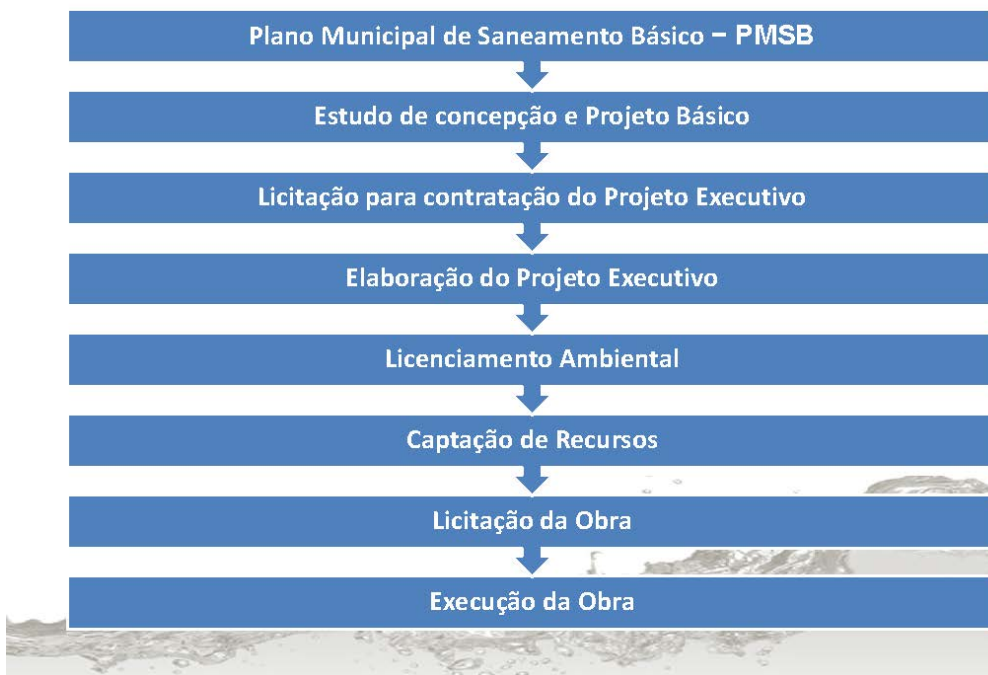 Plano Municipal de Saneamento Básico – PMSB
Estudo de concepção e Projeto Básico
Licitação para contratação do Projeto Executivo
Elaboração do Projeto Executivo
Licenciamento Ambiental
Captação de Recursos
Licitação da Obra
Execução da Obra